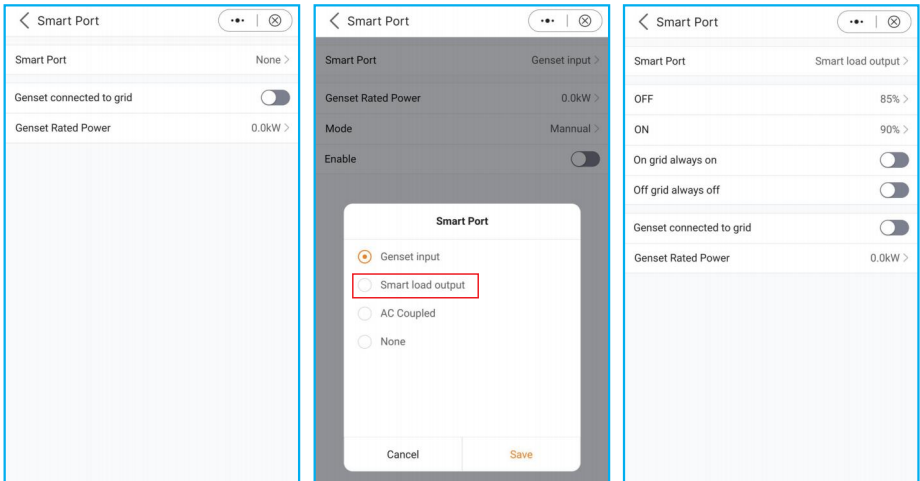 Smart Port
Smart Port None
Genset connected to grid
Genset Rated Power 0.0kW
Smart Port
Smart Port Genset input
Genset Rated Power 0.0kW
Mode Mannual
Enable
Smart Port
Genset input
Smart load output
AC Coupled
None
Cancel Save
Smart Port
Smart Port Smart load output
OFF 85%
ON 90%
On grid always on
Off grid always off
Genset connected to grid
Genset Rated Power 0.0kW